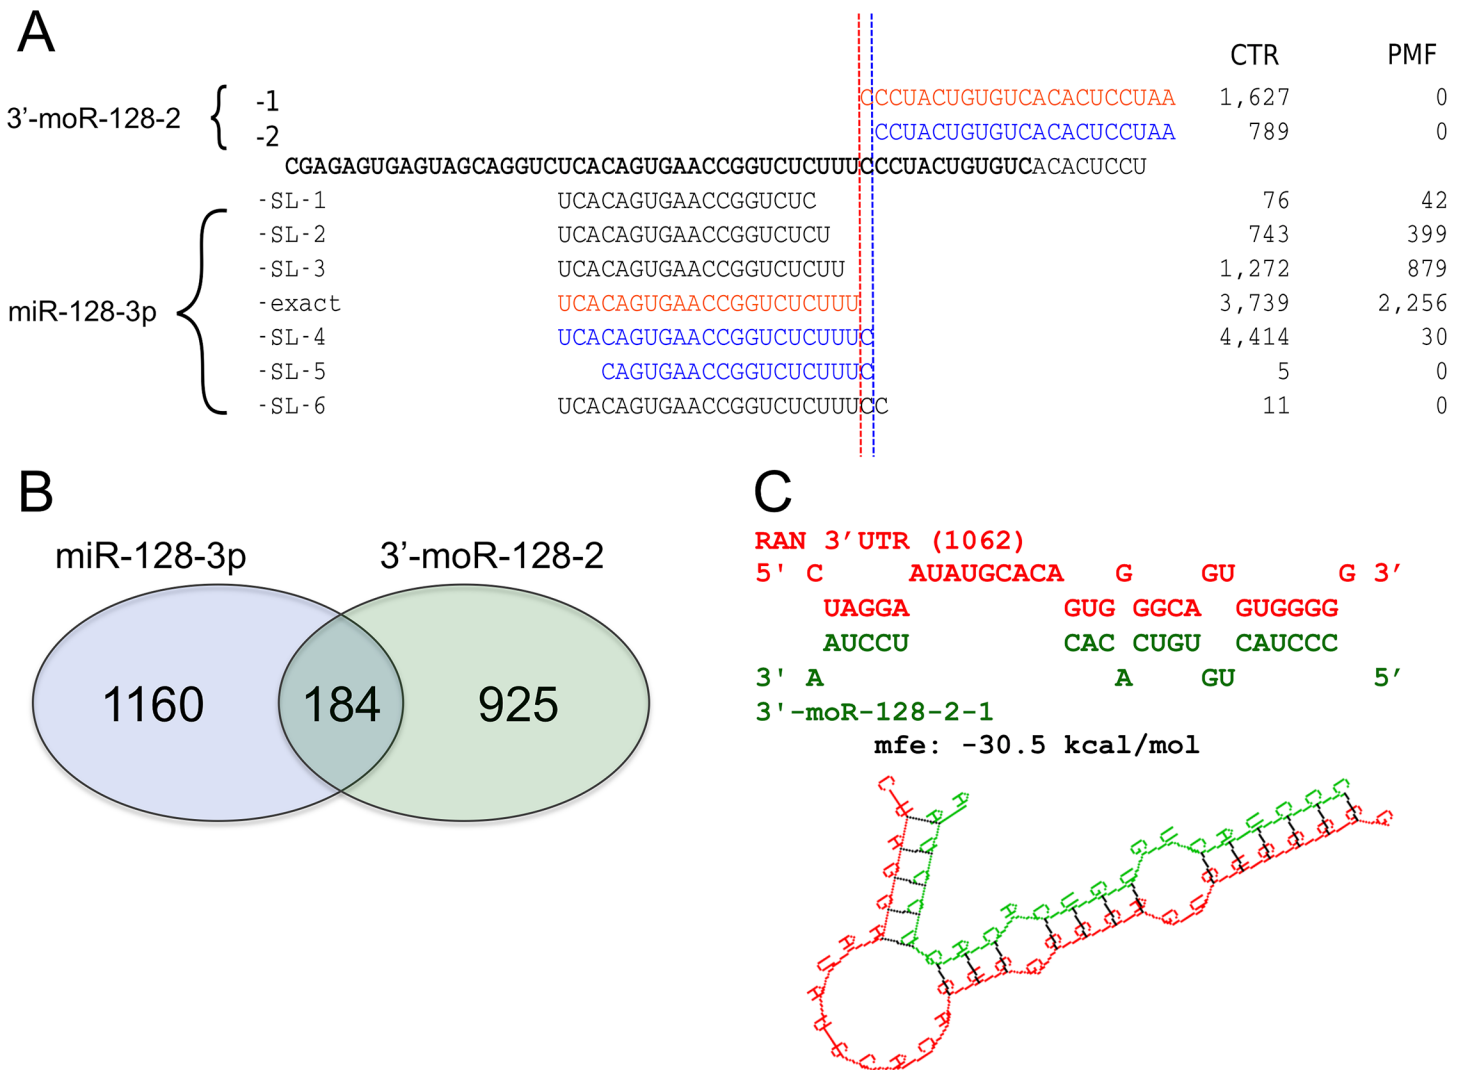 A
CTR PMF
3’-moR-128-2
-1 CCCUACUGUGUCACACUCCUAA 1,627 0
-2 CCUACUGUGUCACACUCCUAA 789 0
CGAGAGUGAGUAGCAGGUCUCACAGUGAACCGGUCUCUUUCCCUACUGUGUCACACUCCU
miR-128-3p
-SL-1 UCACAGUGAACCGGUCUC 76 42
-SL-2 UCACAGUGAACCGGUCUCU 743 399
-SL-3 UCACAGUGAACCGGUCUCUU 1,272 879
-exact UCACAGUGAACCGGUCUCUUU 3,739 2,256
-SL-4 UCACAGUGAACCGGUCUCUUUC 4,414 30
-SL-5 CAGUGAACCGGUCUCUUUC 5 0
-SL-6 UCACAGUGAACCGGUCUCUUUCC 11 0
B
miR-128-3p 3’-moR-128-2
1160 184 925
C
RAN 3’UTR (1062)
5' C AUAUGCACA G GU G 3’
UAGGA GUG GGCA GUGGGG
AUCCU CAC CUGU CAUCCC
3' A A GU 5’
3'-moR-128-2-1
mfe: -30.5 kcal/mol